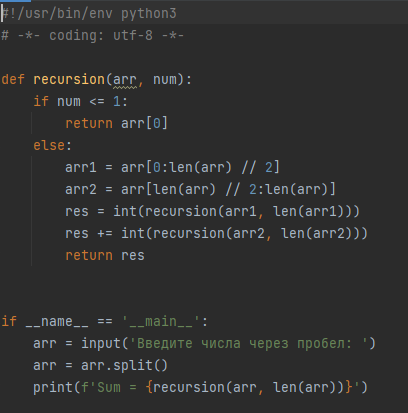 #!/usr/bin/env python3
# -*- coding: utf-8 -*-

def recursion(arr, num):
    if num <= 1:
        return arr[0]
    else:
        arr1 = arr[0:len(arr) // 2]
        arr2 = arr[len(arr) // 2:len(arr)]
        res = int(recursion(arr1, len(arr1)))
        res += int(recursion(arr2, len(arr2)))
        return res


if __name__ == '__main__':
    arr = input('Введите числа через пробел: ')
    arr = arr.split()
    print(f'Sum = {recursion(arr, len(arr))}')